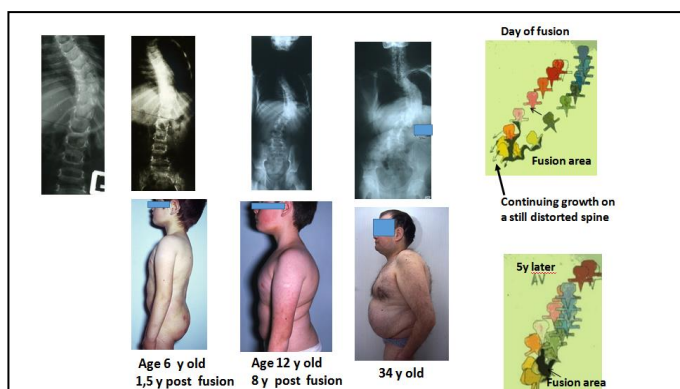 Day of fusion
Fusion area
Continuing growth on
a still distorted spine
5y later
AV
Fusion area
Age 6 y old
1,5 y post fusion
Age 12 y old
8 y post fusion
34 y old